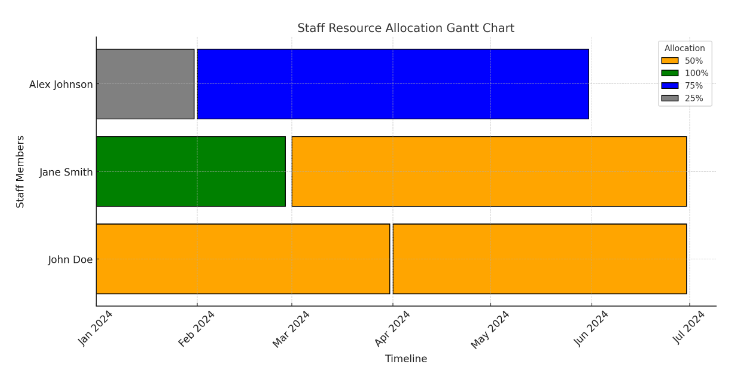 Staff Resource Allocation Gantt Chart
Allocation
50%
100%
75%
25%
Staff Members
Alex Johnson
Jane Smith
John Doe
Jan 2024
Feb 2024
Mar 2024
Apr 2024
May 2024
Jun 2024
Jul 2024
Timeline